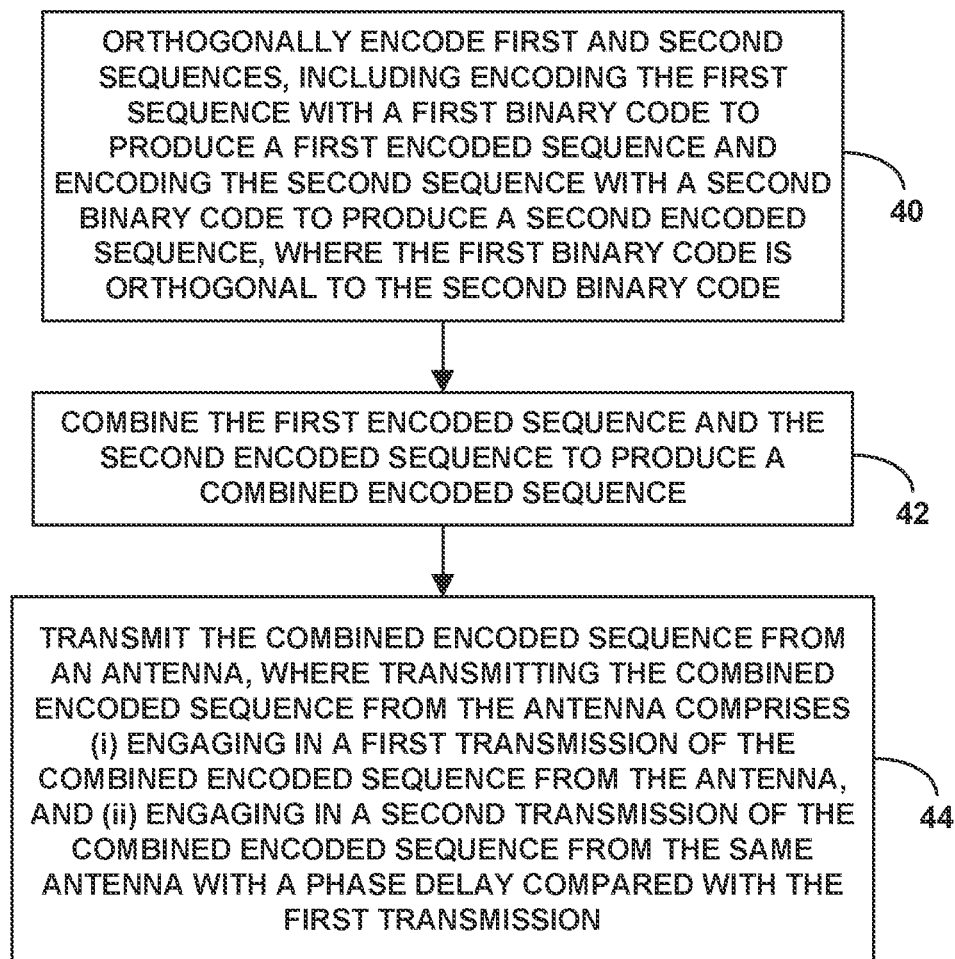 ORTHOGONALLY ENCODE FIRST AND SECOND
SEQUENCES, INCLUDING ENCODING THE FIRST
SEQUENCE WITH A FIRST BINARY CODE TO
PRODUCE A FIRST ENCODED SEQUENCE AND
ENCODING THE SECOND SEQUENCE WITH A SECOND
BINARY CODE TO PRODUCE A SECOND ENCODED
SEQUENCE, WHERE THE FIRST BINARY CODE IS
ORTHOGONAL TO THE SECOND BINARY CODE
40
COMBINE THE FIRST ENCODED SEQUENCE AND THE
SECOND ENCODED SEQUENCE TO PRODUCE A
COMBINED ENCODED SEQUENCE
42
TRANSMIT THE COMBINED ENCODED SEQUENCE FROM
AN ANTENNA, WHERE TRANSMITTING THE COMBINED
ENCODED SEQUENCE FROM THE ANTENNA COMPRISES
(i) ENGAGING IN A FIRST TRANSMISSION OF THE
COMBINED ENCODED SEQUENCE FROM THE ANTENNA,
AND (ii) ENGAGING IN A SECOND TRANSMISSION OF THE
COMBINED ENCODED SEQUENCE FROM THE SAME
ANTENNA WITH A PHASE DELAY COMPARED WITH THE
FIRST TRANSMISSION
44